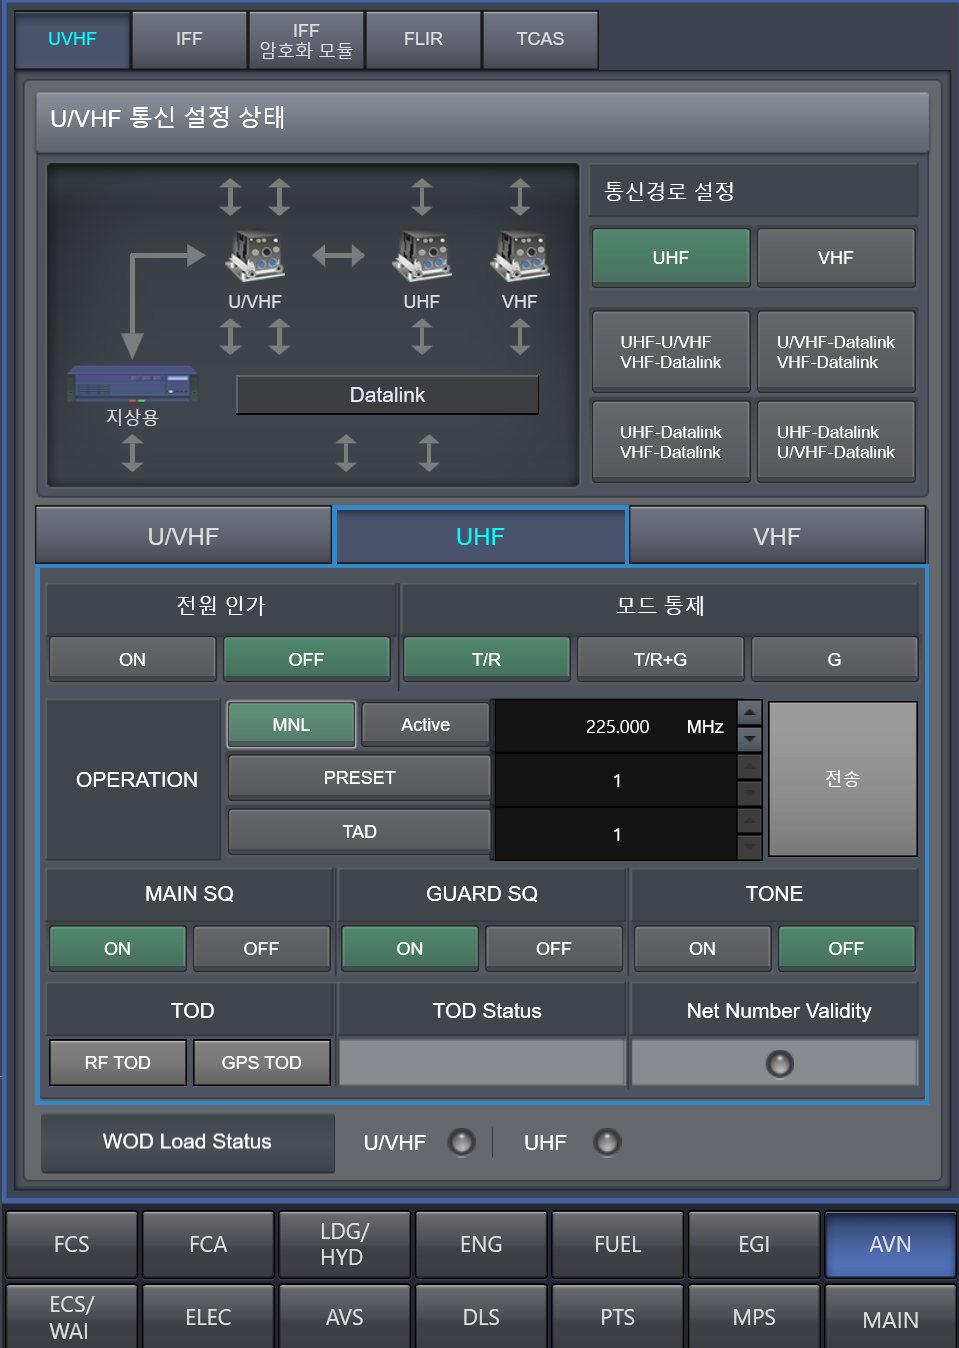 UVHF
IFF
IFF
암호화 모듈
FLIR
TCAS
U/VHF 통신 설정 상태
통신경로 설정
UHF
VHF
U/VHF
UHF
VHF
UHF-U/VHF
VHF-Datalink
U/VHF-Datalink
VHF-Datalink
Datalink
지상용
UHF-Datalink
VHF-Datalink
UHF-Datalink
U/VHF-Datalink
U/VHF
UHF
VHF
전원 인가
모드 통제
ON
OFF
T/R
T/R+G
G
OPERATION
MNL
Active
225.000 MHz
PRESET
1
TAD
1
전송
MAIN SQ
GUARD SQ
TONE
ON
OFF
ON
OFF
ON
OFF
TOD
TOD Status
Net Number Validity
RF TOD
GPS TOD
WOD Load Status
U/VHF
UHF
FCS
FCA
LDG/
HYD
ENG
FUEL
EGI
AVN
ECS/
WAI
ELEC
AVS
DLS
PTS
MPS
MAIN